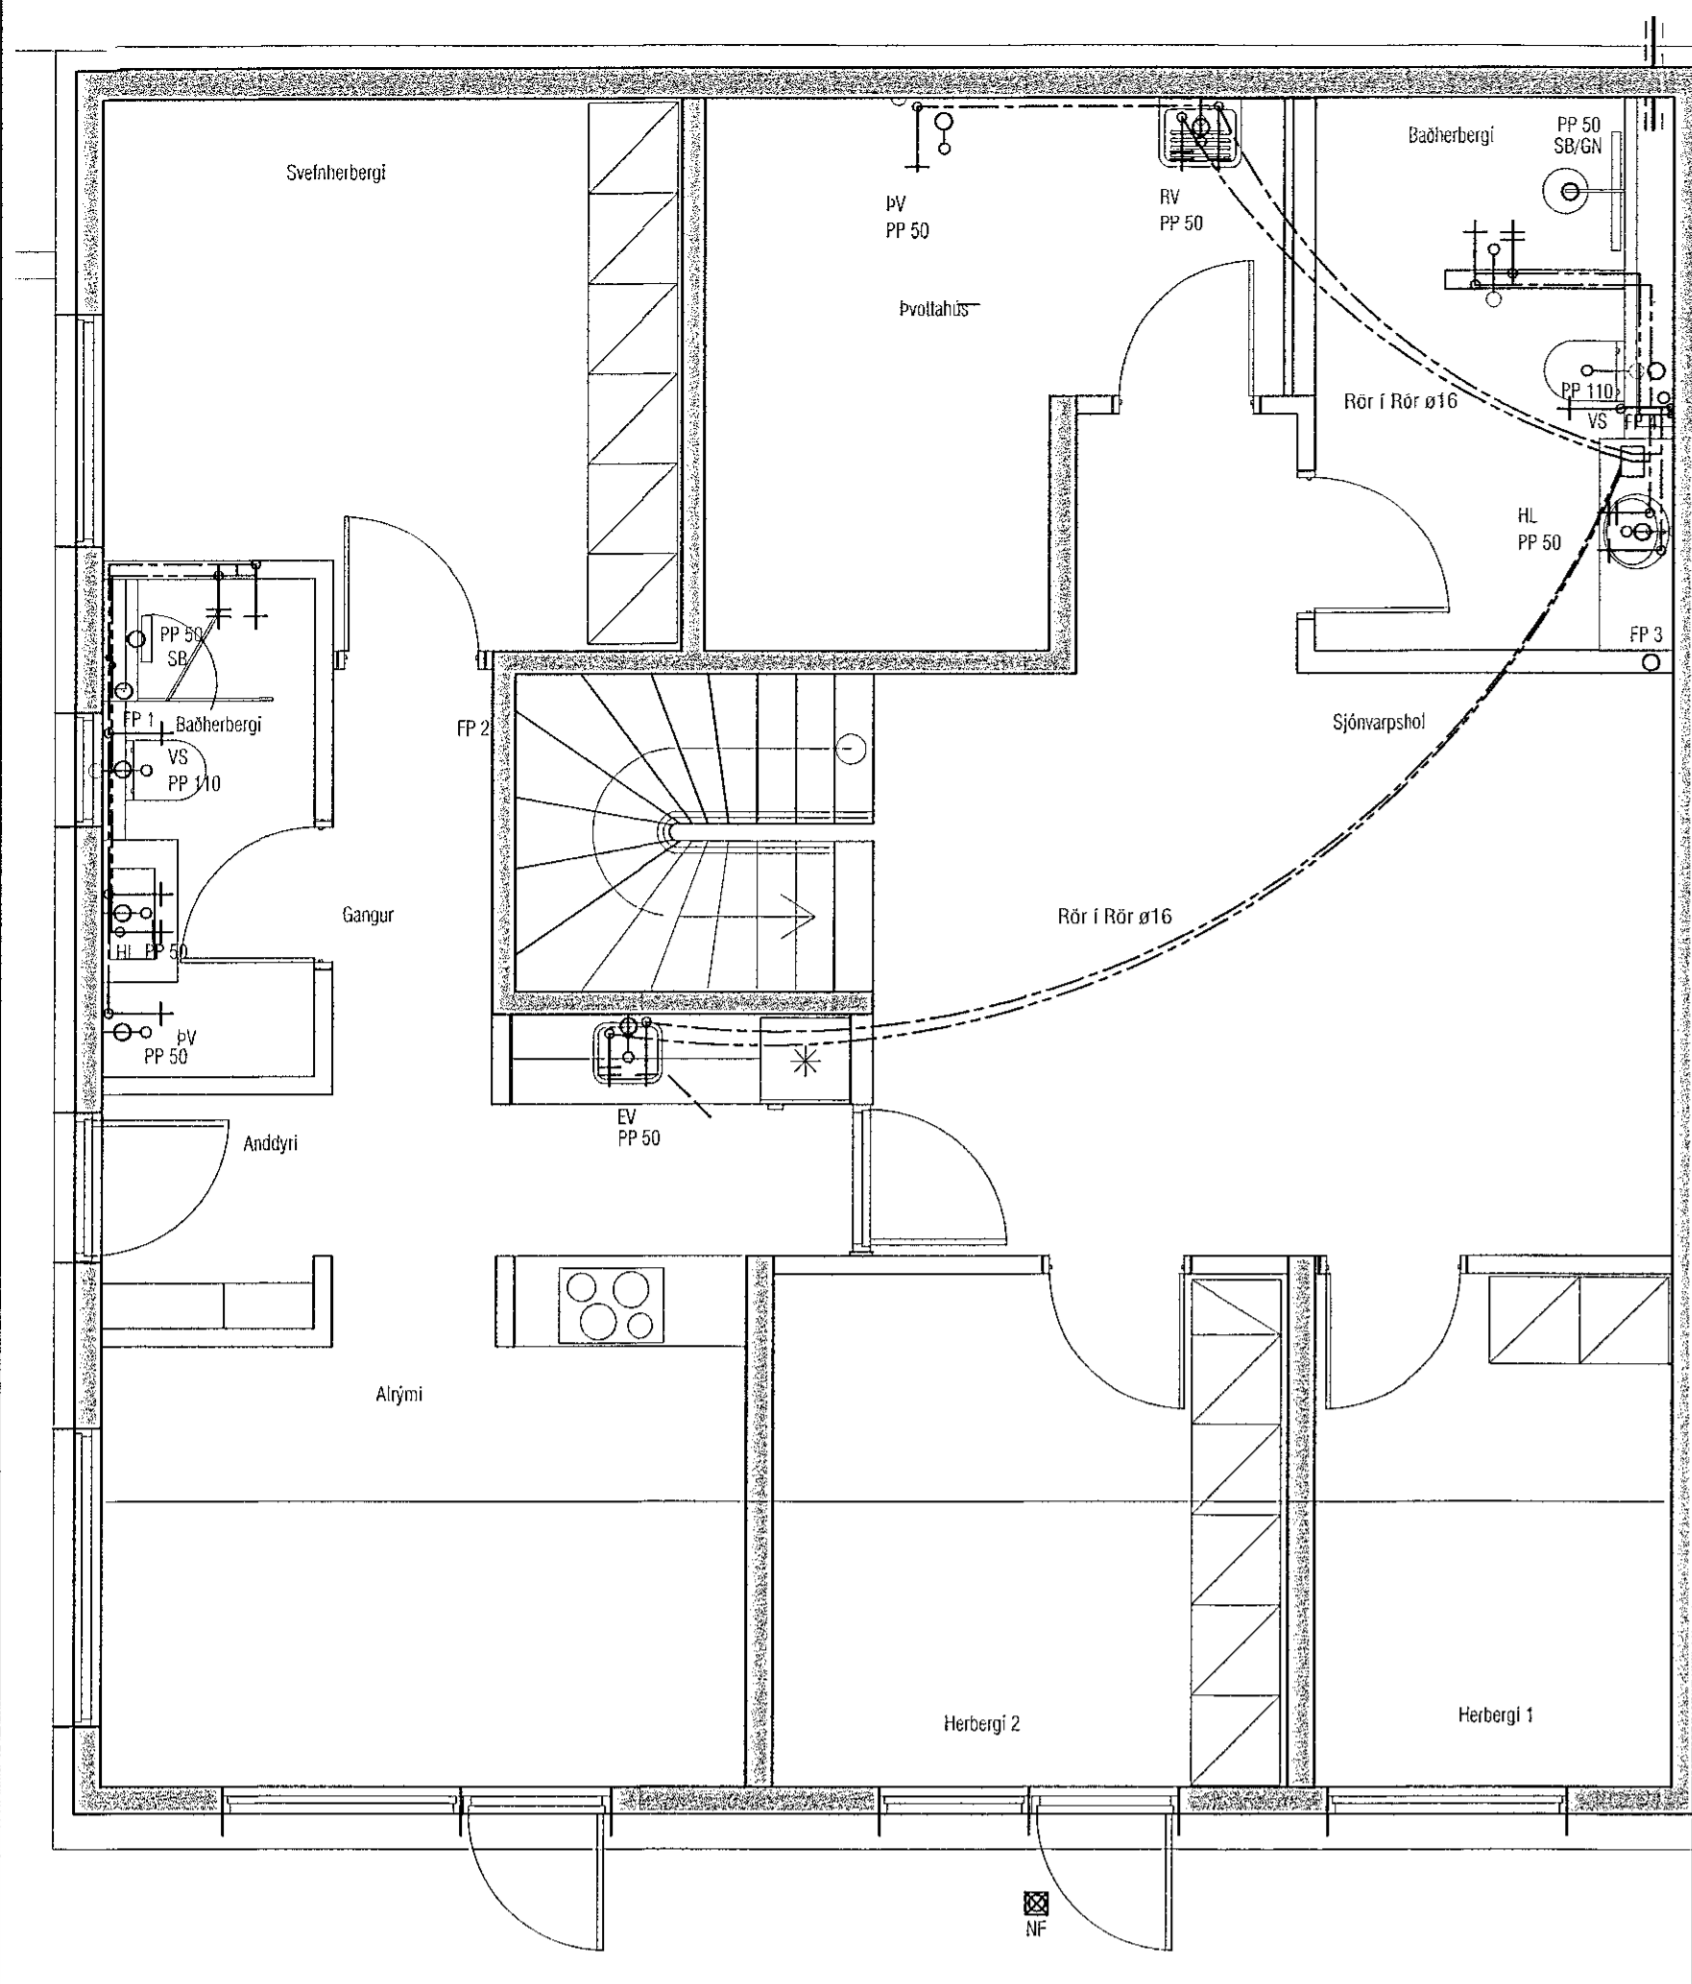 Svefnherbergi
ÞV
PP 50
RV
PP 50
Baðherbergi
PP 50
SB/GN
Þvottahús
Rör í Rör ø16
PP 110
VS
HL
PP 50
FP 3
PP 50
SB
FP 1
Baðherbergi
VS
PP 110
FP 2
Sjónvarpshol
Gangur
Rör í Rör ø16
HL PP 50
ÞV
PP 50
EV
PP 50
Anddyri
Alrými
Herbergi 2
Herbergi 1
NF